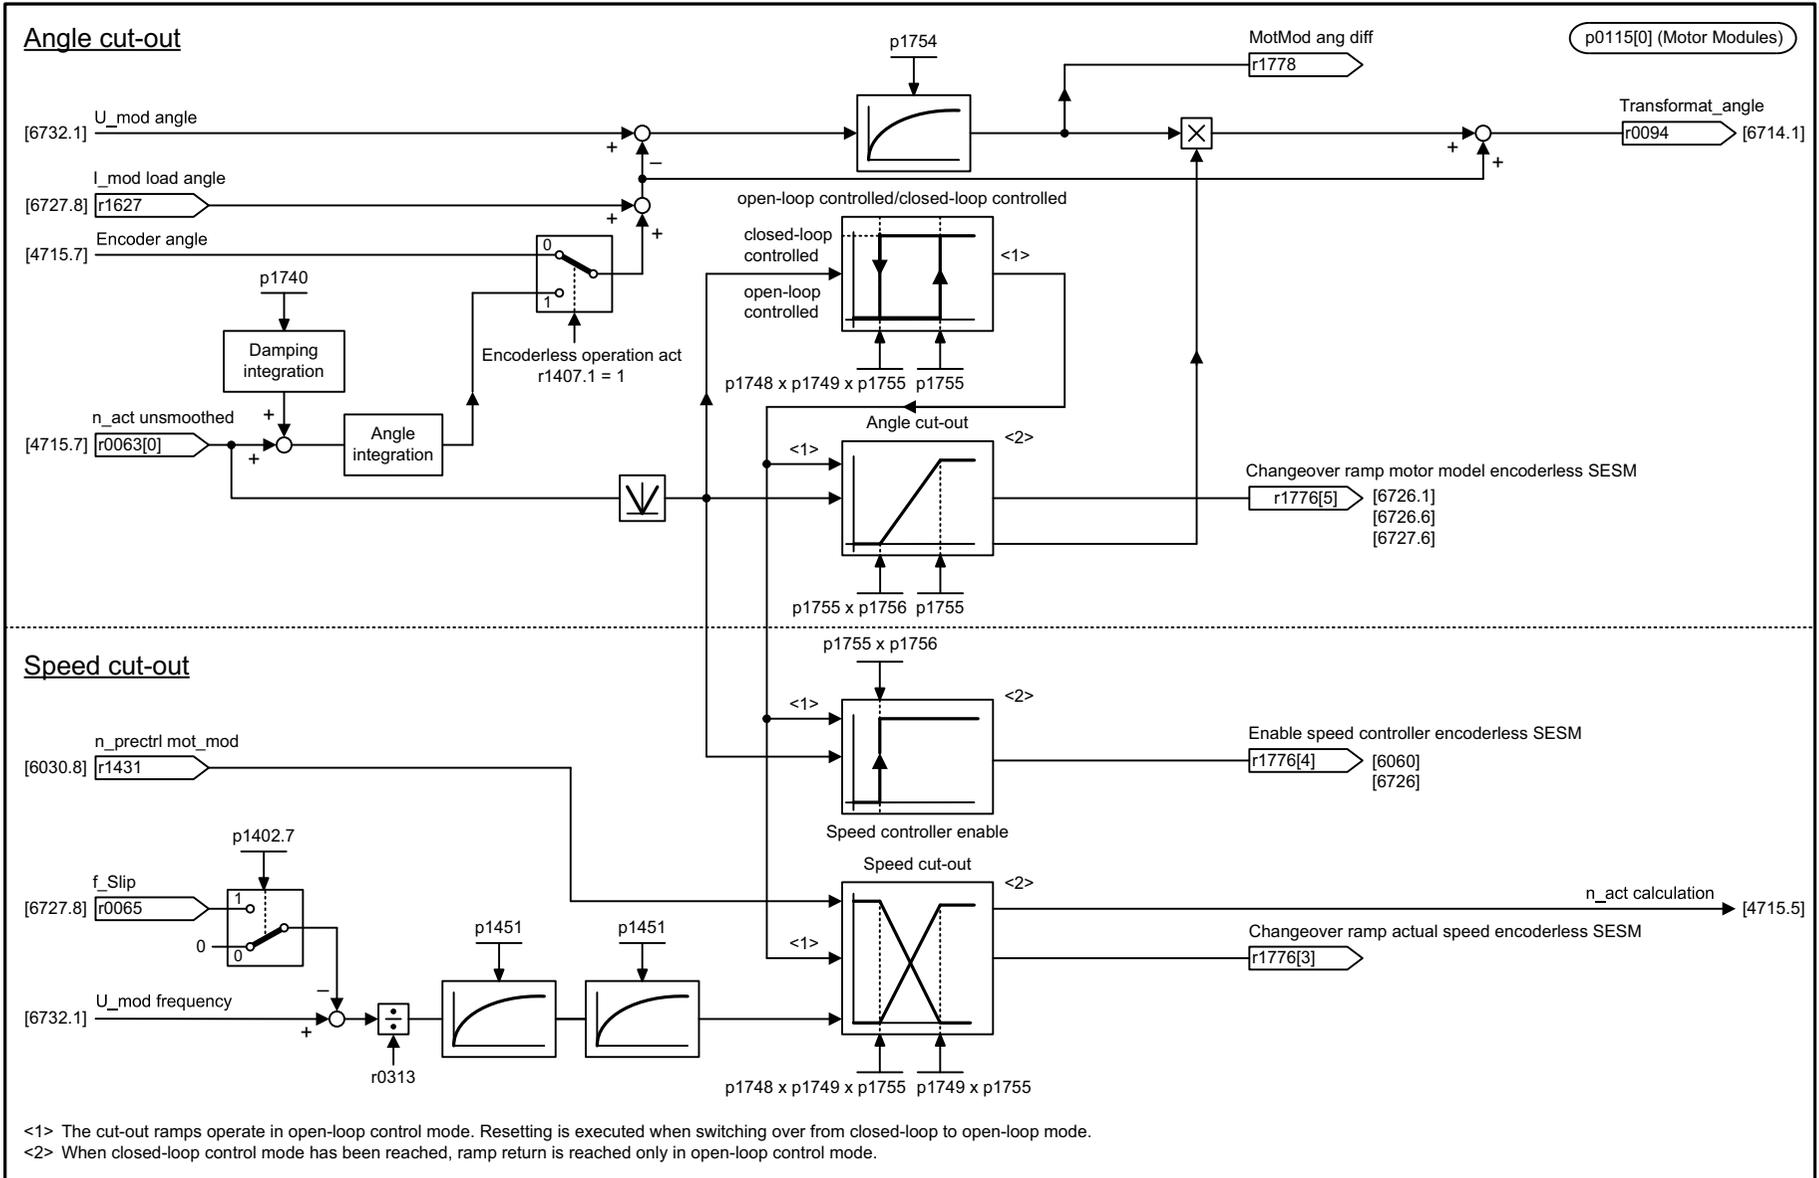 Angle cut-out
p1754
MotMod ang diff
r1778
p0115[0] (Motor Modules)
U_mod angle
[6732.1]
+
–
+
+
Transformat_angle
r0094
[6714.1]
I_mod load angle
[6727.8]
r1627
+
+
Encoder angle
[4715.7]
0
1
Encoderless operation act
r1407.1 = 1
open-loop controlled/closed-loop controlled
closed-loop
controlled
open-loop
controlled
<1>
p1748 x p1749 x p1755
p1755
p1740
Damping
integration
n_act unsmoothed
[4715.7]
r0063[0]
+
+
Angle
integration
Angle cut-out
<1>
<2>
p1755 x p1756
p1755
Changeover ramp motor model encoderless SESM
r1776[5]
[6726.1]
[6726.6]
[6727.6]
Speed cut-out
p1755 x p1756
<1>
<2>
Speed controller enable
Enable speed controller encoderless SESM
r1776[4]
[6060]
[6726]
n_prectrl mot_mod
[6030.8]
r1431
p1402.7
f_Slip
[6727.8]
r0065
1
0
0
U_mod frequency
[6732.1]
–
+
÷
r0313
p1451
p1451
Speed cut-out
<2>
<1>
p1748 x p1749 x p1755
p1749 x p1755
n_act calculation
[4715.5]
Changeover ramp actual speed encoderless SESM
r1776[3]
<1> The cut-out ramps operate in open-loop control mode. Resetting is executed when switching over from closed-loop to open-loop mode.
<2> When closed-loop control mode has been reached, ramp return is reached only in open-loop control mode.